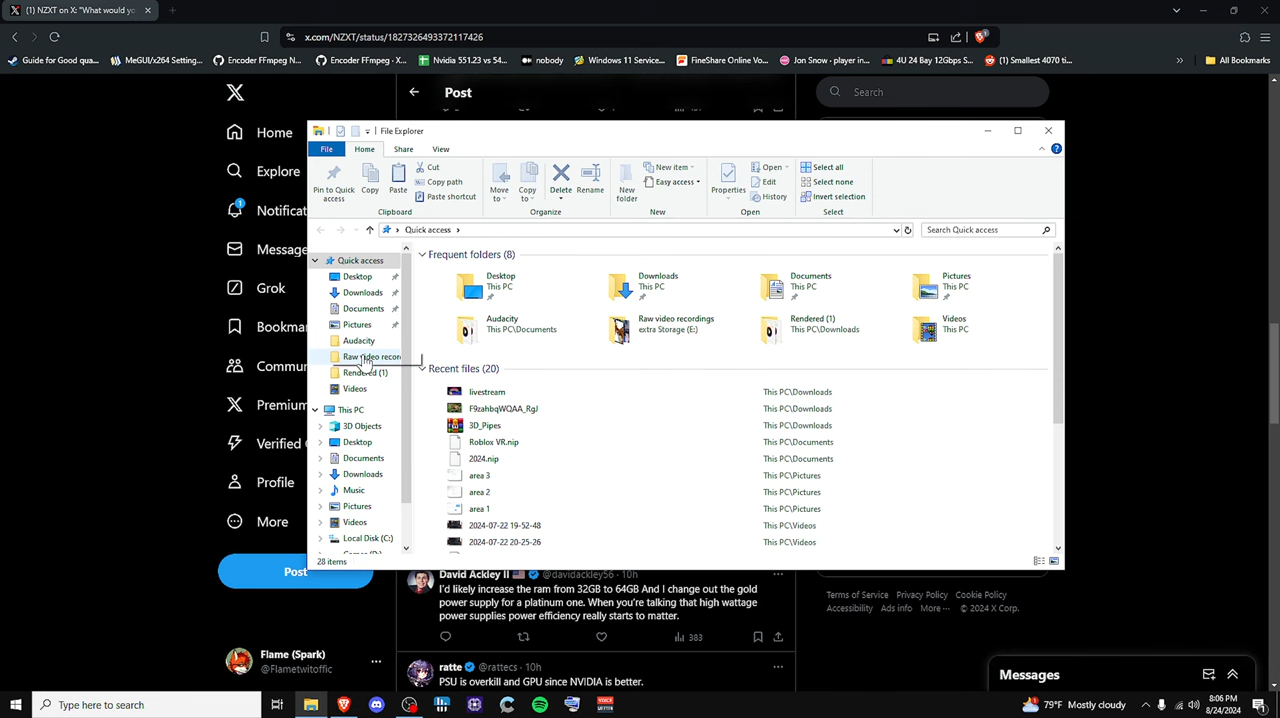 (1) NZXT on X: "What would yo
x.com/NZXT/status/1827326493372117426
Guide for Good qua...
MeGUI/x264 Setting...
Encoder FFmpeg N...
Encoder FFmpeg · X...
Nvidia 551.23 vs 54...
nobody
Windows 11 Service...
FineShare Online Vo...
Jon Snow - player in...
4U 24 Bay 12Gbps S...
(1) Smallest 4070 ti...
All Bookmarks
Post
Search
Home
Explore
Notificat
1
Message
Grok
Bookmar
Commu
Premium
Verified
Profile
More
Post
Flame (Spark)
@Flametwitoffic
File Explorer
File
Home
Share
View
Pin to Quick access
Copy
Paste
Cut
Copy path
Paste shortcut
Clipboard
Move to
Copy to
Delete
Rename
Organize
New folder
New item
Easy access
New
Properties
Open
Edit
History
Open
Select all
Select none
Invert selection
Select
Quick access
Search Quick access
Quick access
Desktop
Downloads
Documents
Pictures
Audacity
Raw video record
Rendered (1)
Videos
This PC
3D Objects
Desktop
Documents
Downloads
Music
Pictures
Videos
Local Disk (C:)
28 items
Frequent folders (8)
Desktop
This PC
Downloads
This PC
Documents
This PC
Pictures
This PC
Audacity
This PC\Documents
Raw video recordings
extra Storage (E:)
Rendered (1)
This PC\Downloads
Videos
This PC
Recent files (20)
livestream This PC\Downloads
F9zahbqWQAA_RgJ This PC\Downloads
3D_Pipes This PC\Downloads
Roblox VR.nip This PC\Documents
2024.nip This PC\Documents
area 3 This PC\Pictures
area 2 This PC\Pictures
area 1 This PC\Pictures
2024-07-22 19-52-48 This PC\Videos
2024-07-22 20-25-26 This PC\Videos
David Ackley II @davidackley56 · 10h
I'd likely increase the ram from 32GB to 64GB And I change out the gold
power supply for a platinum one. When you're talking that high wattage
power supplies power efficiency really starts to matter.
383
ratte @rattecs · 10h
PSU is overkill and GPU since NVIDIA is better.
Terms of Service Privacy Policy Cookie Policy
Accessibility Ads info More ··· © 2024 X Corp.
Messages
Type here to search
79°F Mostly cloudy
8:06 PM
8/24/2024